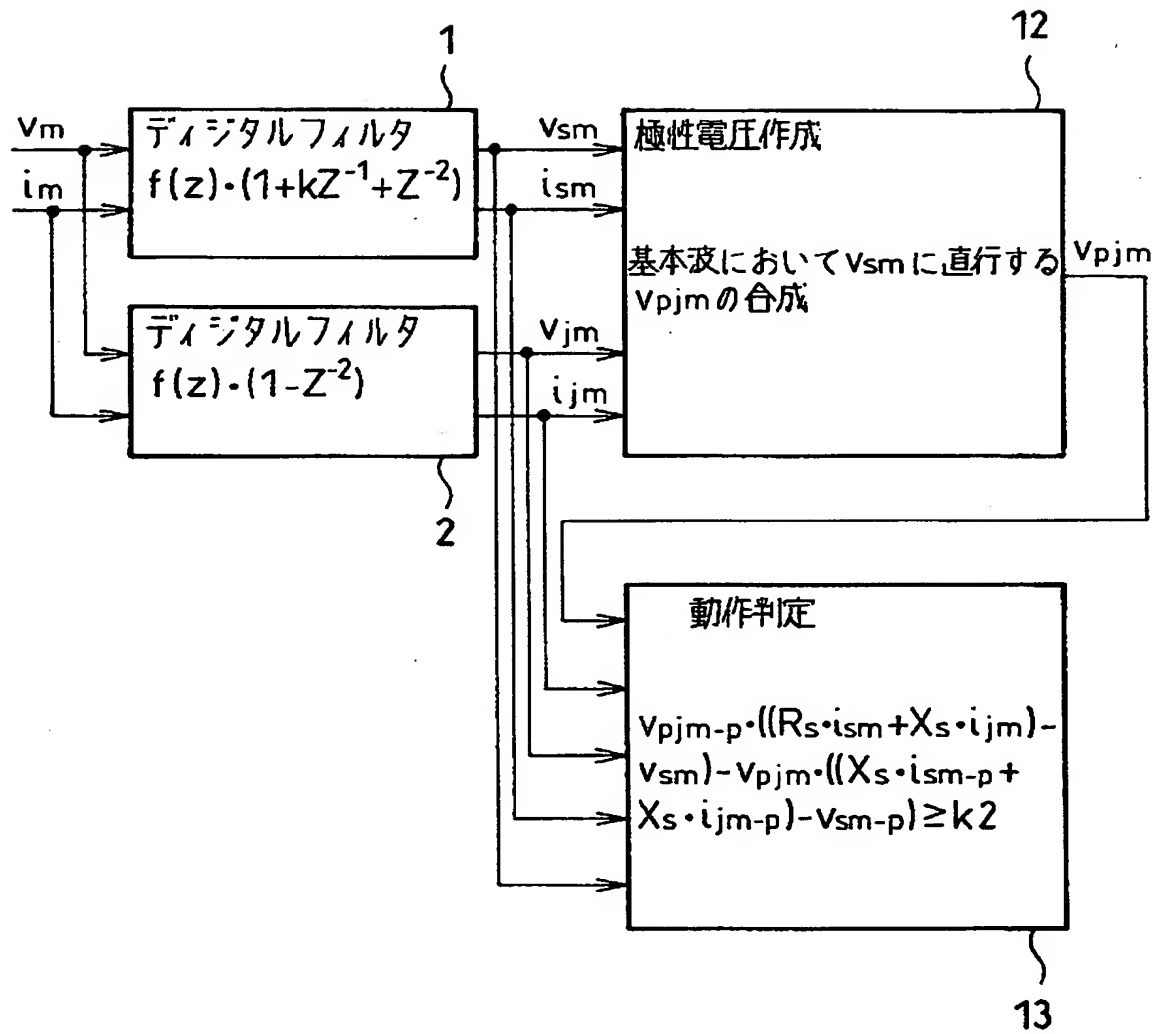 1
12
vm
ディジタルフィルタ
f(z)・(1+kZ⁻¹+Z⁻²)
im
vsm
ism
極性電圧作成
基本波においてvsmに直行する
vpjmの合成
vpjm
ディジタルフィルタ
f(z)・(1-Z⁻²)
vjm
ijm
2
動作判定
vpjm-p・((Rs・ism+Xs・ijm)-
vsm)-vpjm・((Xs・ism-p+
Xs・ijm-p)-vsm-p)≥k2
13